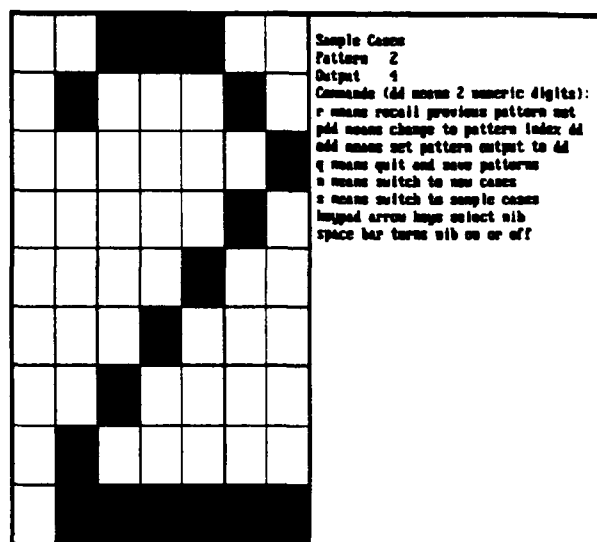 Sample Cases
Pattern 2
Output 4
Commands (dd means 2 numeric digits):
r means recall previous pattern set
pdd means change to pattern index dd
odd means set pattern output to dd
q means quit and save patterns
n means switch to new cases
s means switch to sample cases
keypad arrow keys select nib
space bar turns nib on or off